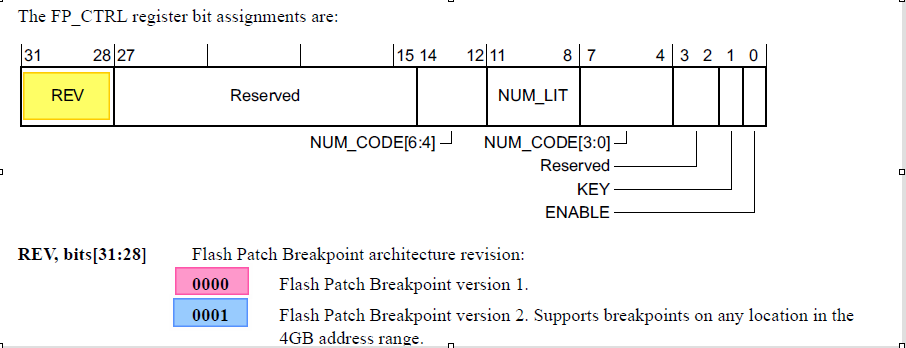 The FP_CTRL register bit assignments are:
31 28 27 15 14 12 11 8 7 4 3 2 1 0
REV Reserved NUM_LIT
NUM_CODE[6:4] NUM_CODE[3:0]
Reserved
KEY
ENABLE
REV, bits[31:28] Flash Patch Breakpoint architecture revision:
0000 Flash Patch Breakpoint version 1.
0001 Flash Patch Breakpoint version 2. Supports breakpoints on any location in the
4GB address range.